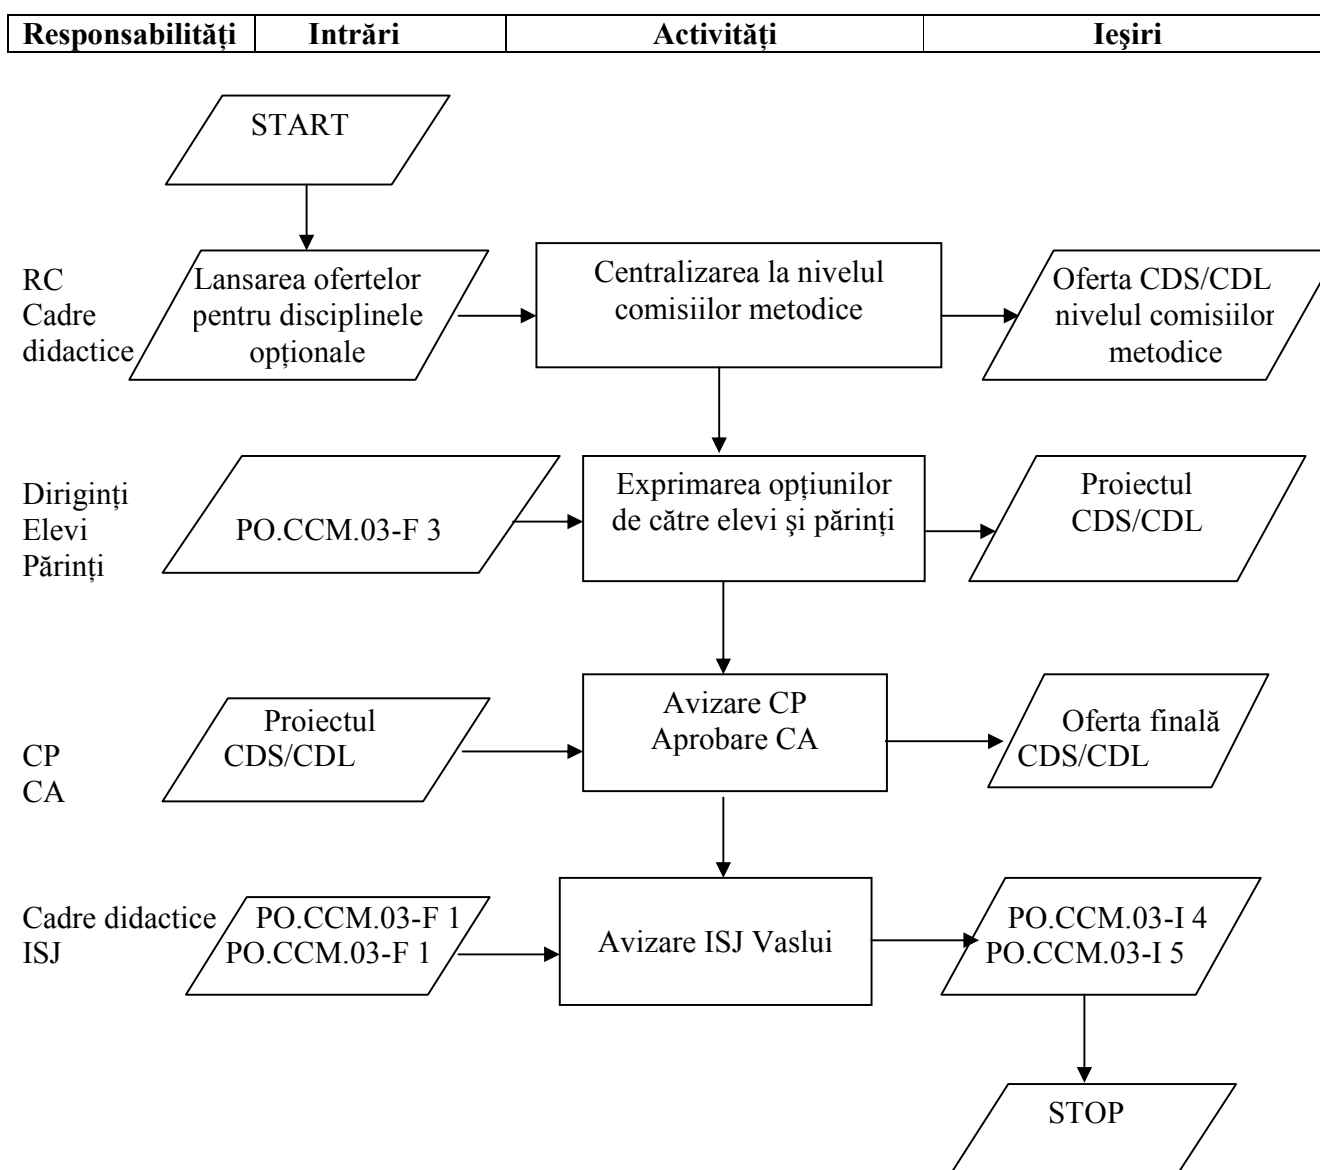 Responsabilități Intrări Activități Ieşiri
START
RC
Cadre
didactice
Lansarea ofertelor
pentru disciplinele
opționale
Centralizarea la nivelul
comisiilor metodice
Oferta CDS/CDL
nivelul comisiilor
metodice
Diriginți
Elevi
Părinți
PO.CCM.03-F 3
Exprimarea opțiunilor
de către elevi şi părinți
Proiectul
CDS/CDL
CP
CA
Proiectul
CDS/CDL
Avizare CP
Aprobare CA
Oferta finală
CDS/CDL
Cadre didactice
ISJ
PO.CCM.03-F 1
PO.CCM.03-F 1
Avizare ISJ Vaslui
PO.CCM.03-I 4
PO.CCM.03-I 5
STOP